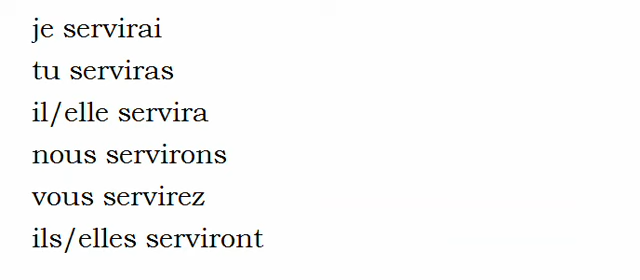 je servirai
tu serviras
il/elle servira
nous servirons
vous servirez
ils/elles serviront